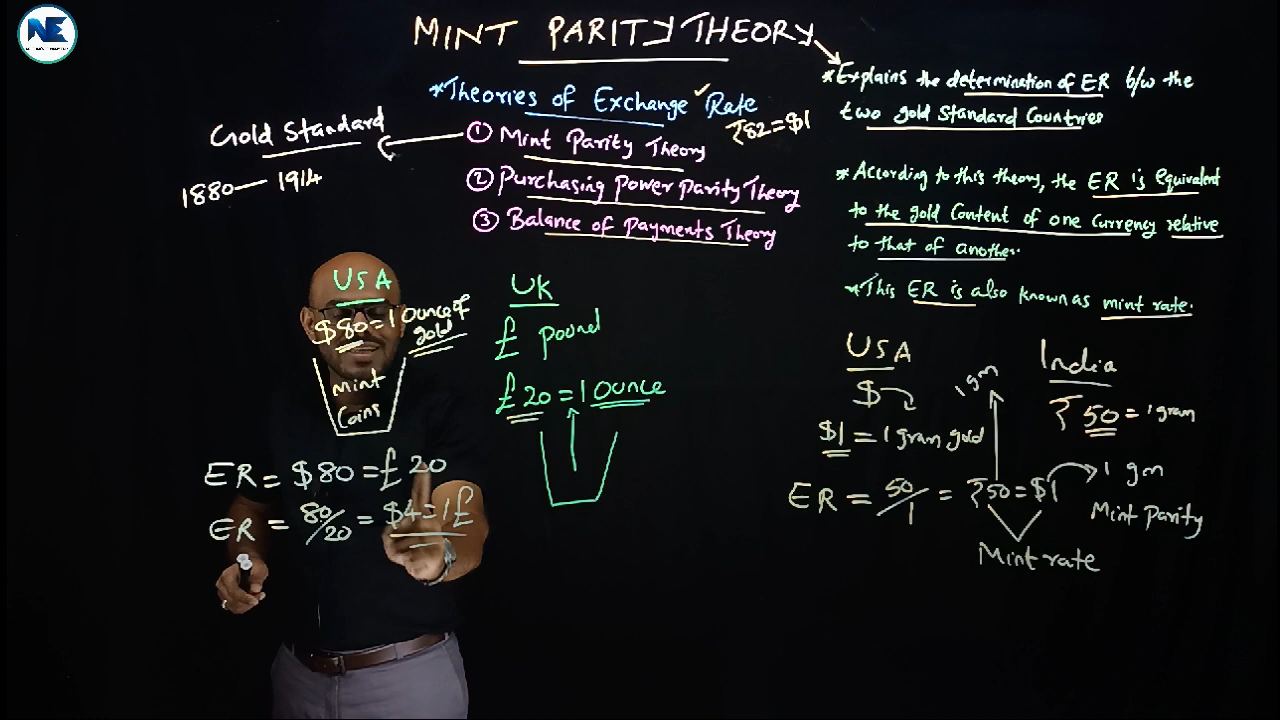 NE
MINT PARITY THEORY
*Theories of Exchange Rate
₹82=$1
Gold Standard
1880 — 1914
① Mint Parity Theory
② Purchasing Power Parity Theory
③ Balance of Payments Theory
*Explains the determination of ER b/w the
two gold Standard Countries
*According to this theory, the ER is equivalent
to the gold Content of one Currency relative
to that of another.
*This ER is also known as mint rate.
USA
$80=1 Ounce of
gold
Mint
Coins
ER = $80 = £20
ER = 80/20 = $4=1£
UK
£ pound
£20 = 1 Ounce
USA
$
$1 = 1 gram gold
1 gm
India
₹50 = 1 gram
ER = 50/1 = ₹50=$1
1 gm
Mint Parity
Mint rate